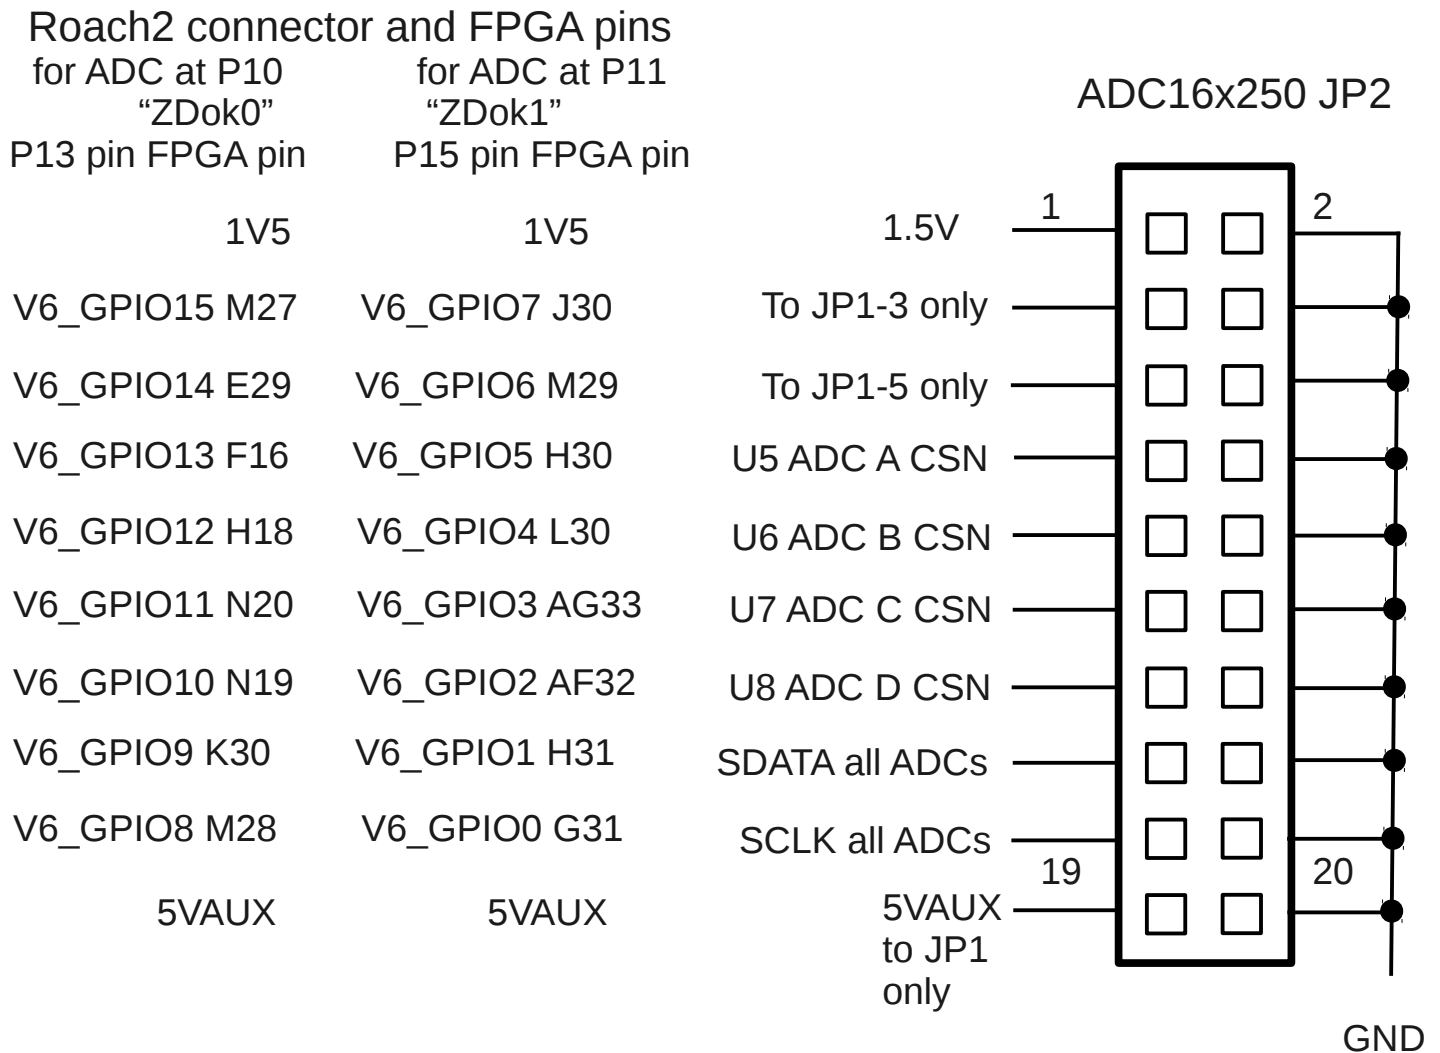 Roach2 connector and FPGA pins
for ADC at P10 for ADC at P11
“ZDok0” “ZDok1”
P13 pin FPGA pin P15 pin FPGA pin
ADC16x250 JP2
1 2
1V5 1V5 1.5V
V6_GPIO15 M27 V6_GPIO7 J30 To JP1-3 only
V6_GPIO14 E29 V6_GPIO6 M29 To JP1-5 only
V6_GPIO13 F16 V6_GPIO5 H30 U5 ADC A CSN
V6_GPIO12 H18 V6_GPIO4 L30 U6 ADC B CSN
V6_GPIO11 N20 V6_GPIO3 AG33 U7 ADC C CSN
V6_GPIO10 N19 V6_GPIO2 AF32 U8 ADC D CSN
V6_GPIO9 K30 V6_GPIO1 H31 SDATA all ADCs
V6_GPIO8 M28 V6_GPIO0 G31 SCLK all ADCs
19 20
5VAUX 5VAUX 5VAUX
to JP1
only
GND